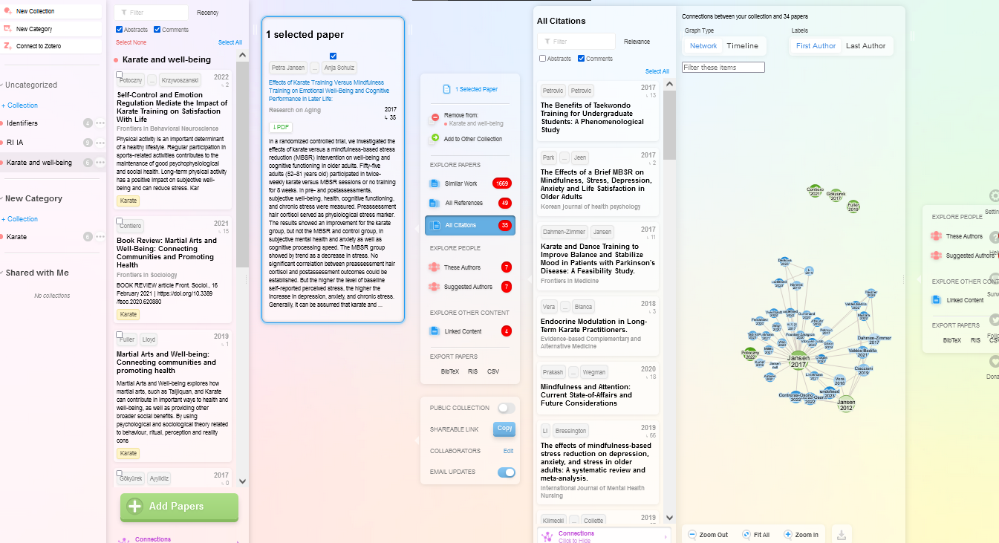 New Collection
New Category
Connect to Zotero
Uncategorized
+ Collection
Identifiers 4
RI IA 9
Karate and well-being 6
New Category
+ Collection
Karate 6
Shared with Me
No collections
Filter
Recency
Abstracts Comments
Select None Select All
Karate and well-being
Potoczny ... Krzywoszanski 2022
2
Self-Control and Emotion
Regulation Mediate the Impact of
Karate Training on Satisfaction
With Life
Frontiers in Behavioral Neuroscience
Physical activity is an important determinant
of a healthy lifestyle. Regular participation in
sports-related activities contributes to the
maintenance of good psychophysiological
and social health. Long-term physical activity
has a positive impact on subjective well-
being and can reduce stress. Kar
Karate
Contiero 2021
15
Book Review: Martial Arts and
Well-Being: Connecting
Communities and Promoting
Health
Frontiers in Sociology
BOOK REVIEW article Front. Sociol., 16
February 2021 | https://doi.org/10.3389
/fsoc.2020.620880
Karate
Fuller Lloyd 2019
1
Martial Arts and Well-being:
Connecting communities and
promoting health
Martial Arts and Well-being explores how
martial arts, such as Taijiquan, and Karate
can contribute in important ways to health and
well-being, as well as providing other
broader social benefits. By using
psychological and sociological theory related
to behaviour, ritual, perception and reality
cons
Karate
Gökyürek Ayyildiz 2017
0
Add Papers
Connections
1 selected paper
Petra Jansen ... Anja Schulz
Effects of Karate Training Versus Mindfulness
Training on Emotional Well-Being and Cognitive
Performance in Later Life:
Research on Aging 2017
35
↓PDF
In a randomized controlled trial, we investigated the
effects of karate versus a mindfulness-based stress
reduction (MBSR) intervention on well-being and
cognitive functioning in older adults. Fifty-five
adults (52–81 years old) participated in twice-
weekly karate versus MBSR sessions or no training
for 8 weeks. In pre- and postassessments,
subjective well-being, health, cognitive functioning,
and chronic stress were measured. Preassessment
hair cortisol served as physiological stress marker.
The results showed an improvement for the karate
group, but not the MBSR and control group, in
subjective mental health and anxiety as well as
cognitive processing speed. The MBSR group
showed by trend as a decrease in stress. No
significant correlation between preassessment hair
cortisol and postassessment outcomes could be
established. But the higher the level of baseline
self-reported perceived stress, the higher the
increase in depression, anxiety, and chronic stress.
Generally, it can be assumed that karate and ...
1 Selected Paper
Remove from:
Karate and well-being
Add to Other Collection
EXPLORE PAPERS
Similar Work 1669
All References 49
All Citations 35
EXPLORE PEOPLE
These Authors 7
Suggested Authors 7
EXPLORE OTHER CONTENT
Linked Content 4
EXPORT PAPERS
BibTeX RIS CSV
PUBLIC COLLECTION
SHAREABLE LINK Copy
COLLABORATORS Edit
EMAIL UPDATES
All Citations
Filter
Relevance
Abstracts Comments
Select All
Petrovic Petrovic 2017
13
The Benefits of Taekwondo
Training for Undergraduate
Students: A Phenomenological
Study
Park ... Jeen 2017
2
The Effects of a Brief MBSR on
Mindfulness, Stress, Depression,
Anxiety and Life Satisfaction in
Older Adults
Korean journal of health psychology
Dahmen-Zimmer Jansen 2017
11
Karate and Dance Training to
Improve Balance and Stabilize
Mood in Patients with Parkinson's
Disease: A Feasibility Study.
Frontiers in Medicine
Vera ... Bianca 2018
3
Endocrine Modulation in Long-
Term Karate Practitioners.
Evidence-based Complementary and
Alternative Medicine
Prakash ... Wegman 2020
18
Mindfulness and Attention:
Current State-of-Affairs and
Future Considerations
Li Bressington 2019
66
The effects of mindfulness-based
stress reduction on depression,
anxiety, and stress in older
adults: A systematic review and
meta-analysis.
International Journal of Mental Health
Nursing
Klimecki ... Collette 2019
Connections
Click to Hide
Connections between your collection and 34 papers
Graph Type Labels
Network Timeline First Author Last Author
Filter these items
Contiero
2021
Gökyürek
2017
Fuller
2019
Potoczny
2022
Jansen
2017
Dahmen-Zimmer
2017
Valdés-Badilla
2021
Ciaccioni
2019
Vera
2018
undefined
2023
Contreras-Osorio
2022
Jansen
2012
Zoom Out Fit All Zoom In
EXPLORE PEOPLE
These Authors
Suggested Authors
EXPLORE OTHER CONT
Linked Content
EXPORT PAPERS
BibTeX RIS CS
Settin
Hel
Surv
Follo
Dona